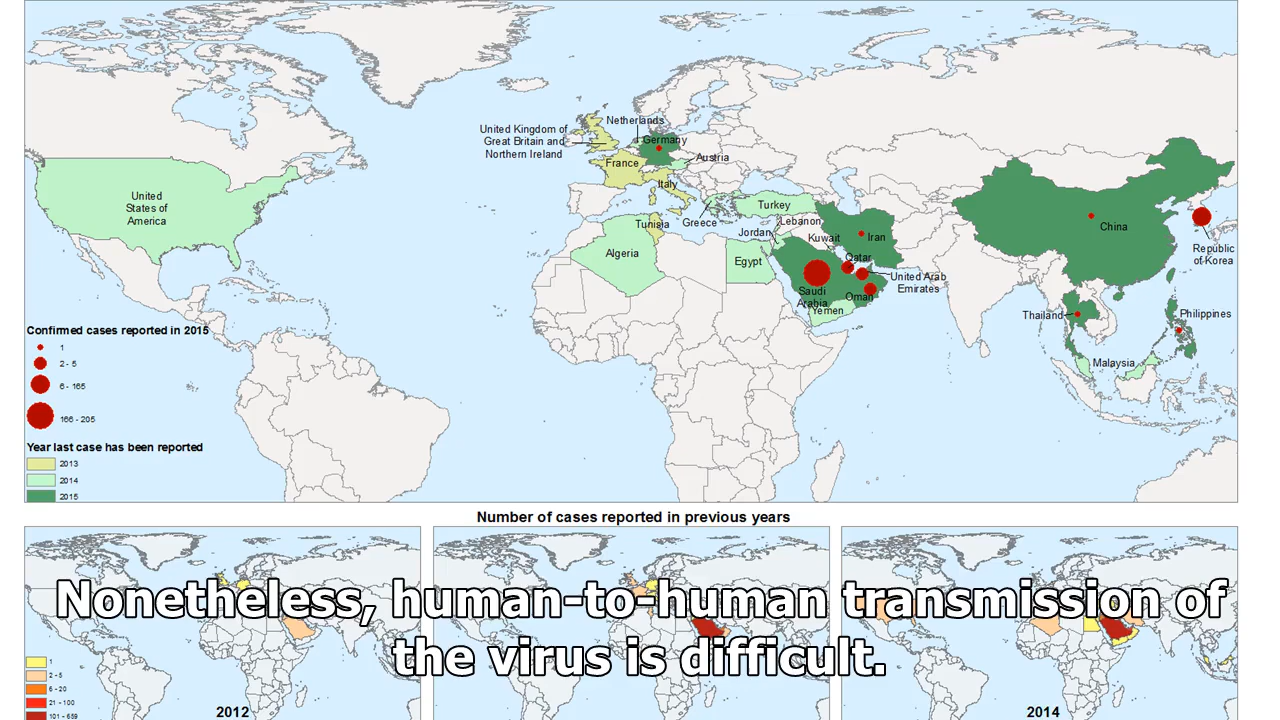 Netherlands
United Kingdom of
Great Britain and
Northern Ireland
Germany
Austria
France
Italy
United
States of
America
Turkey
Tunisia
Greece
Lebanon
Jordan
Kuwait
Iran
Algeria
Egypt
Qatar
China
Republic
of Korea
United Arab
Emirates
Saudi
Arabia
Oman
Yemen
Thailand
Philippines
Malaysia
Confirmed cases reported in 2015
1
2 - 5
6 - 165
166 - 205
Year last case has been reported
2013
2014
2015
Number of cases reported in previous years
Nonetheless, human-to-human transmission of
the virus is difficult.
1
2 - 5
6 - 20
21 - 100
101 - 659
2012
2014